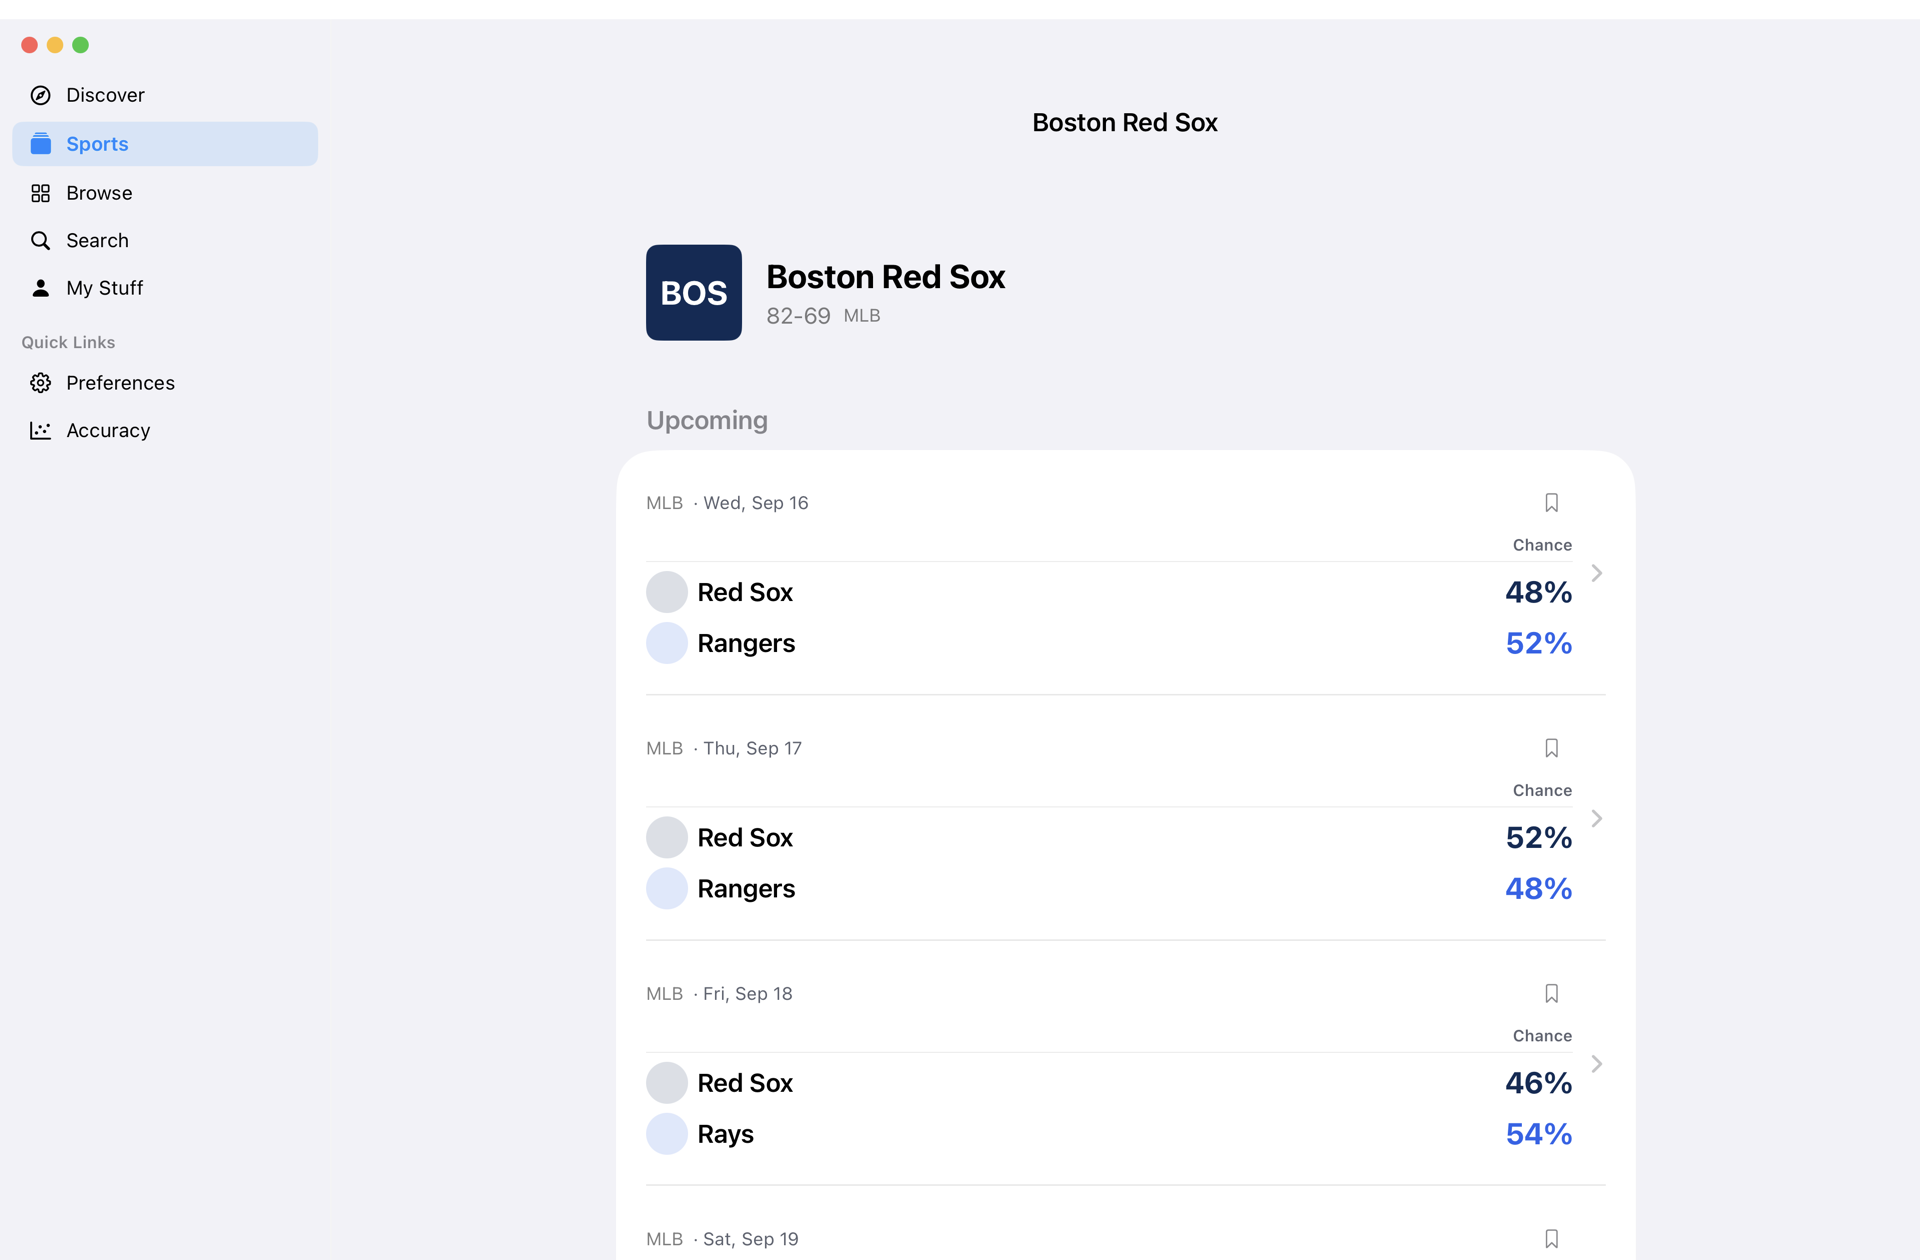 Discover
Sports
Browse
Search
My Stuff
Quick Links
Preferences
Accuracy
Boston Red Sox
BOS
Boston Red Sox
82-69 MLB
Upcoming
MLB · Wed, Sep 16
Chance
Red Sox 48%
Rangers 52%
MLB · Thu, Sep 17
Chance
Red Sox 52%
Rangers 48%
MLB · Fri, Sep 18
Chance
Red Sox 46%
Rays 54%
MLB · Sat, Sep 19